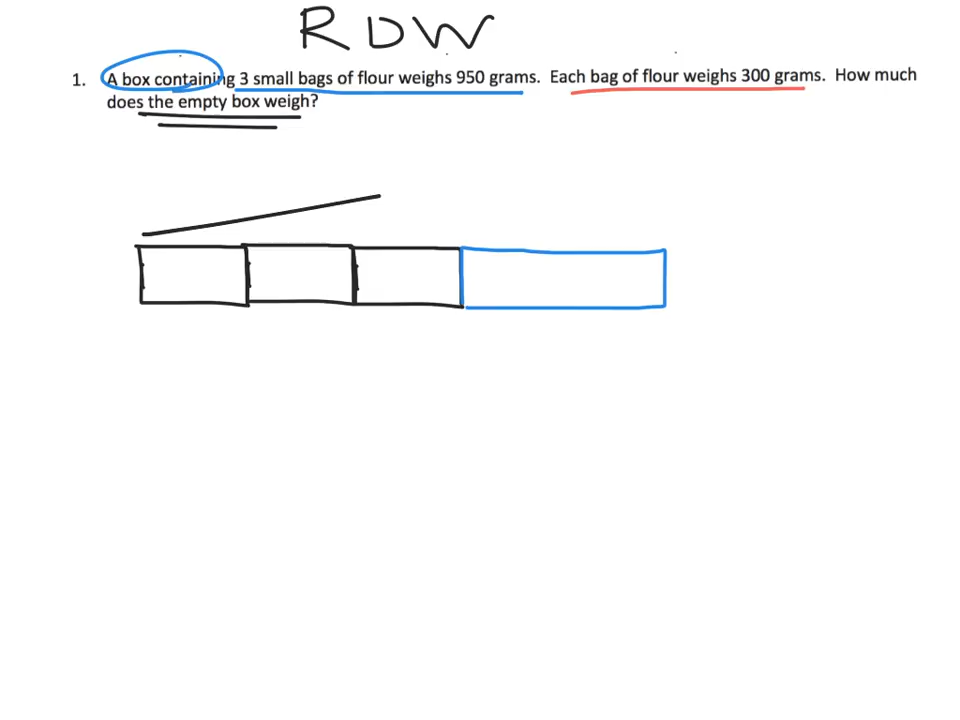 RDW
1. A box containing 3 small bags of flour weighs 950 grams. Each bag of flour weighs 300 grams. How much
does the empty box weigh?